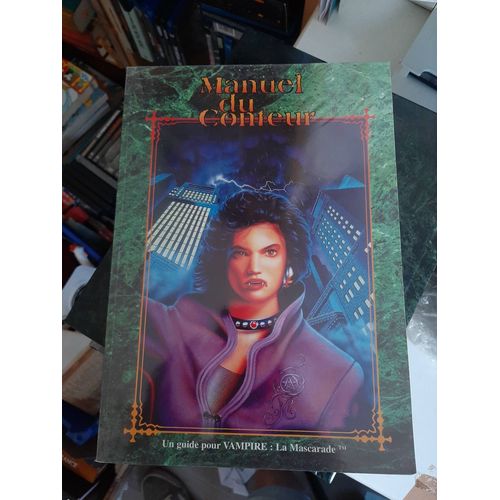 Manuel
du
Conteur
Un guide pour VAMPIRE : La Mascarade™